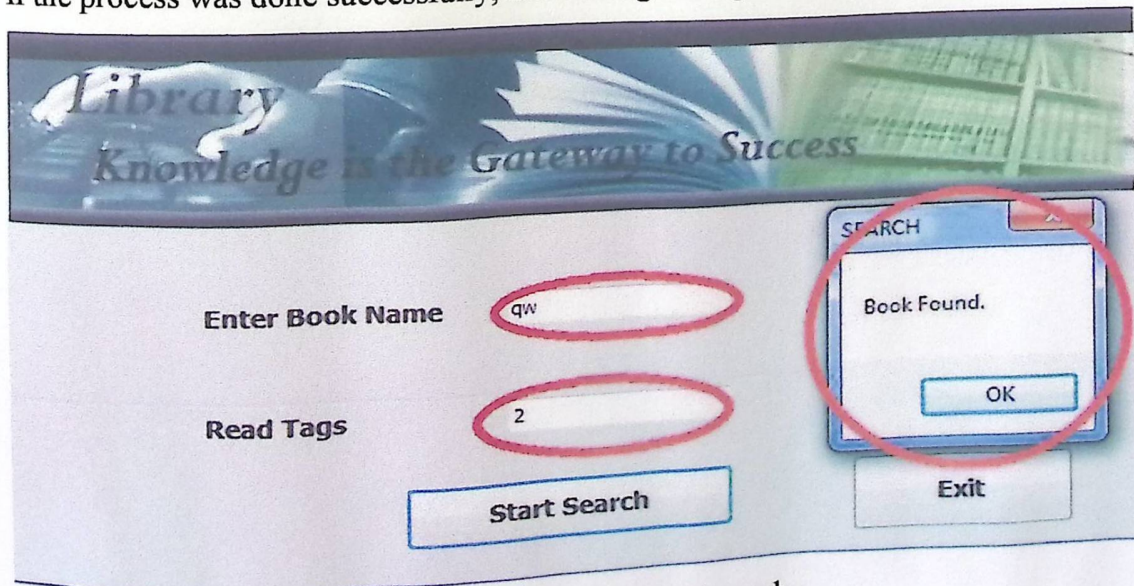 if the process was done successfully,
Library
Knowledge is the Gateway to Success
SEARCH
Enter Book Name
qw
Book Found.
Read Tags
2
OK
Start Search
Exit